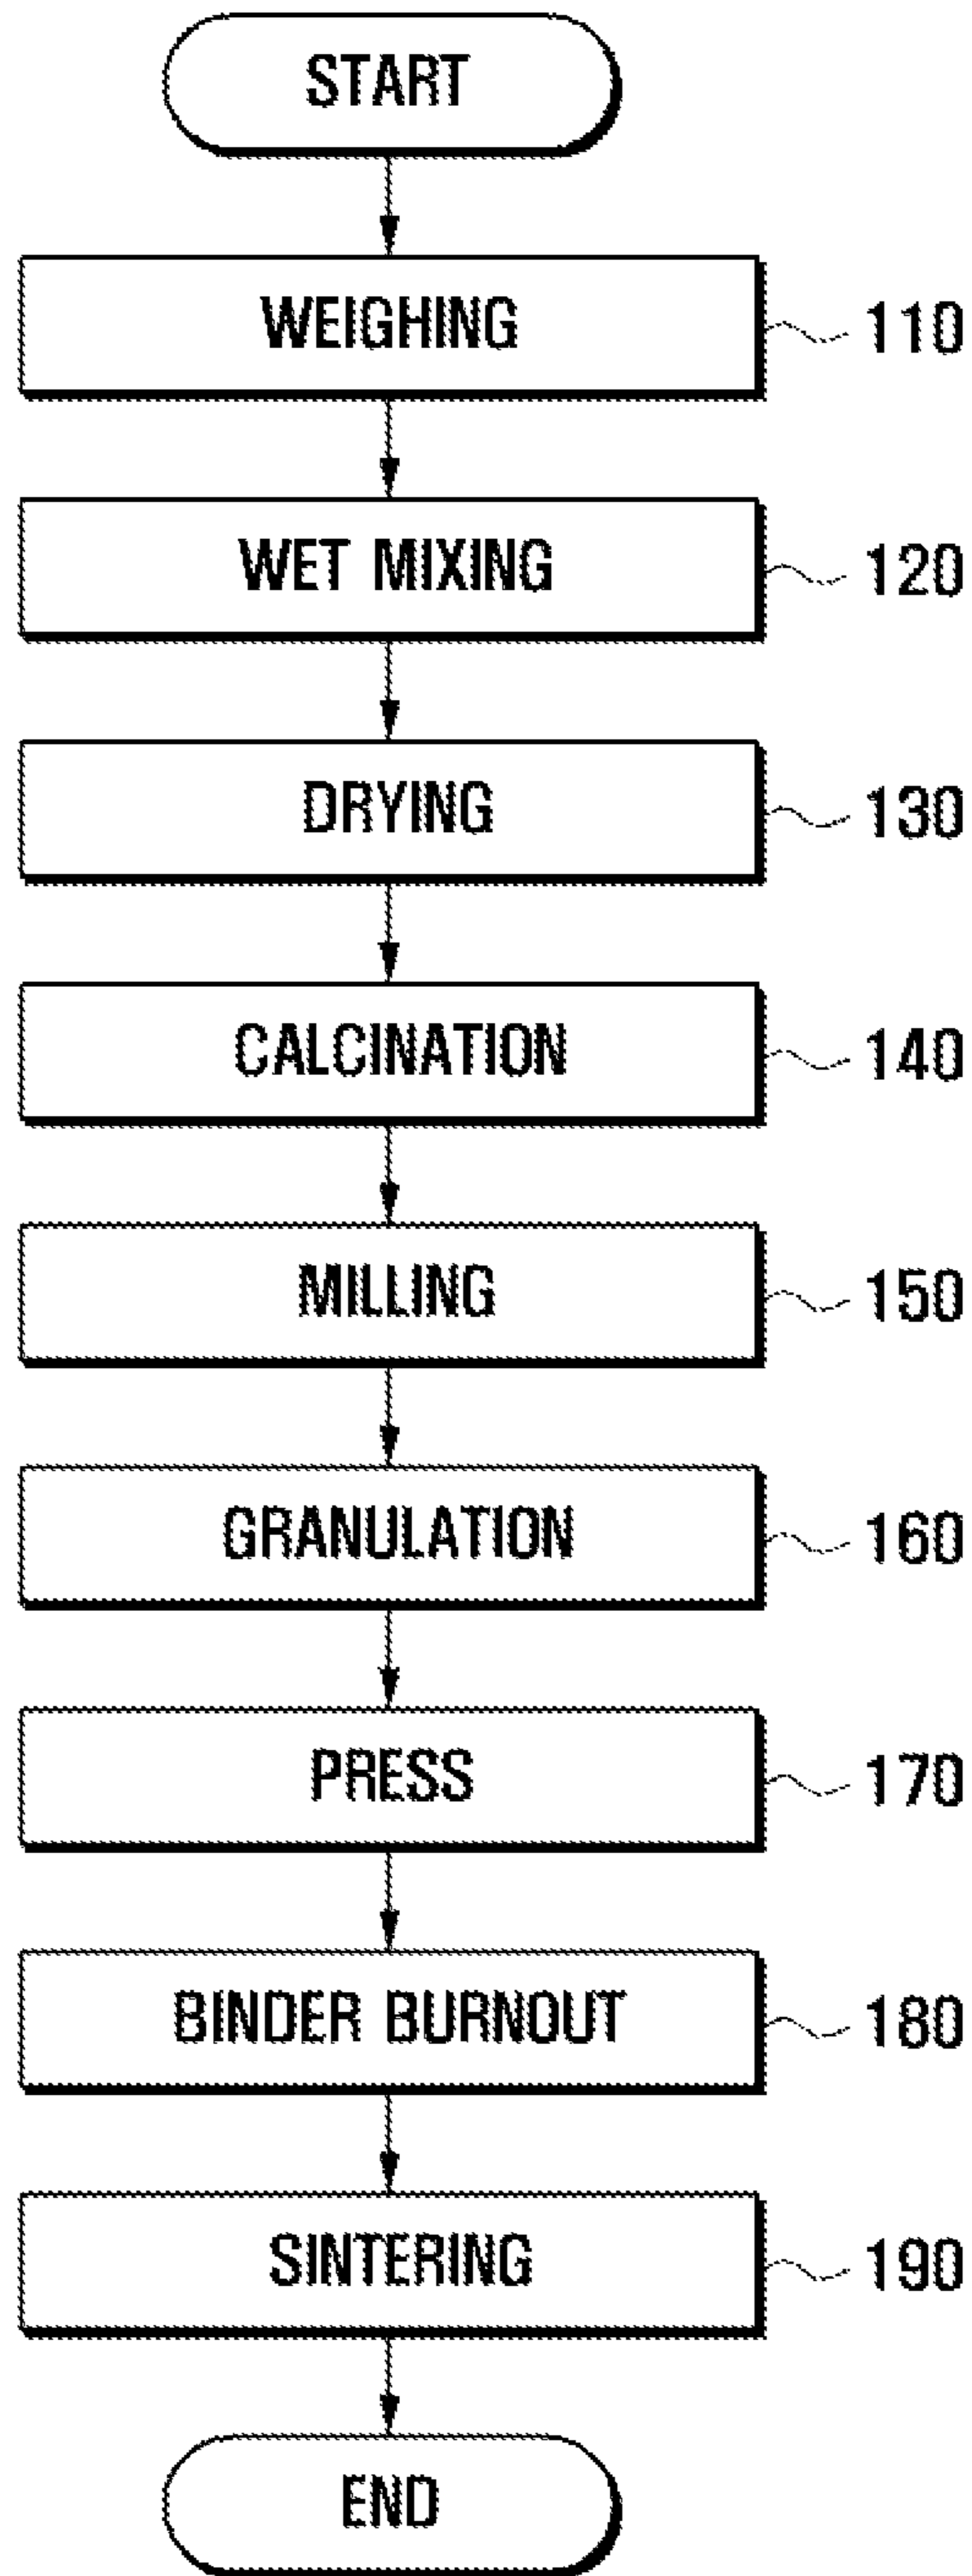 START
WEIGHING 110
WET MIXING 120
DRYING 130
CALCINATION 140
MILLING 150
GRANULATION 160
PRESS 170
BINDER BURNOUT 180
SINTERING 190
END